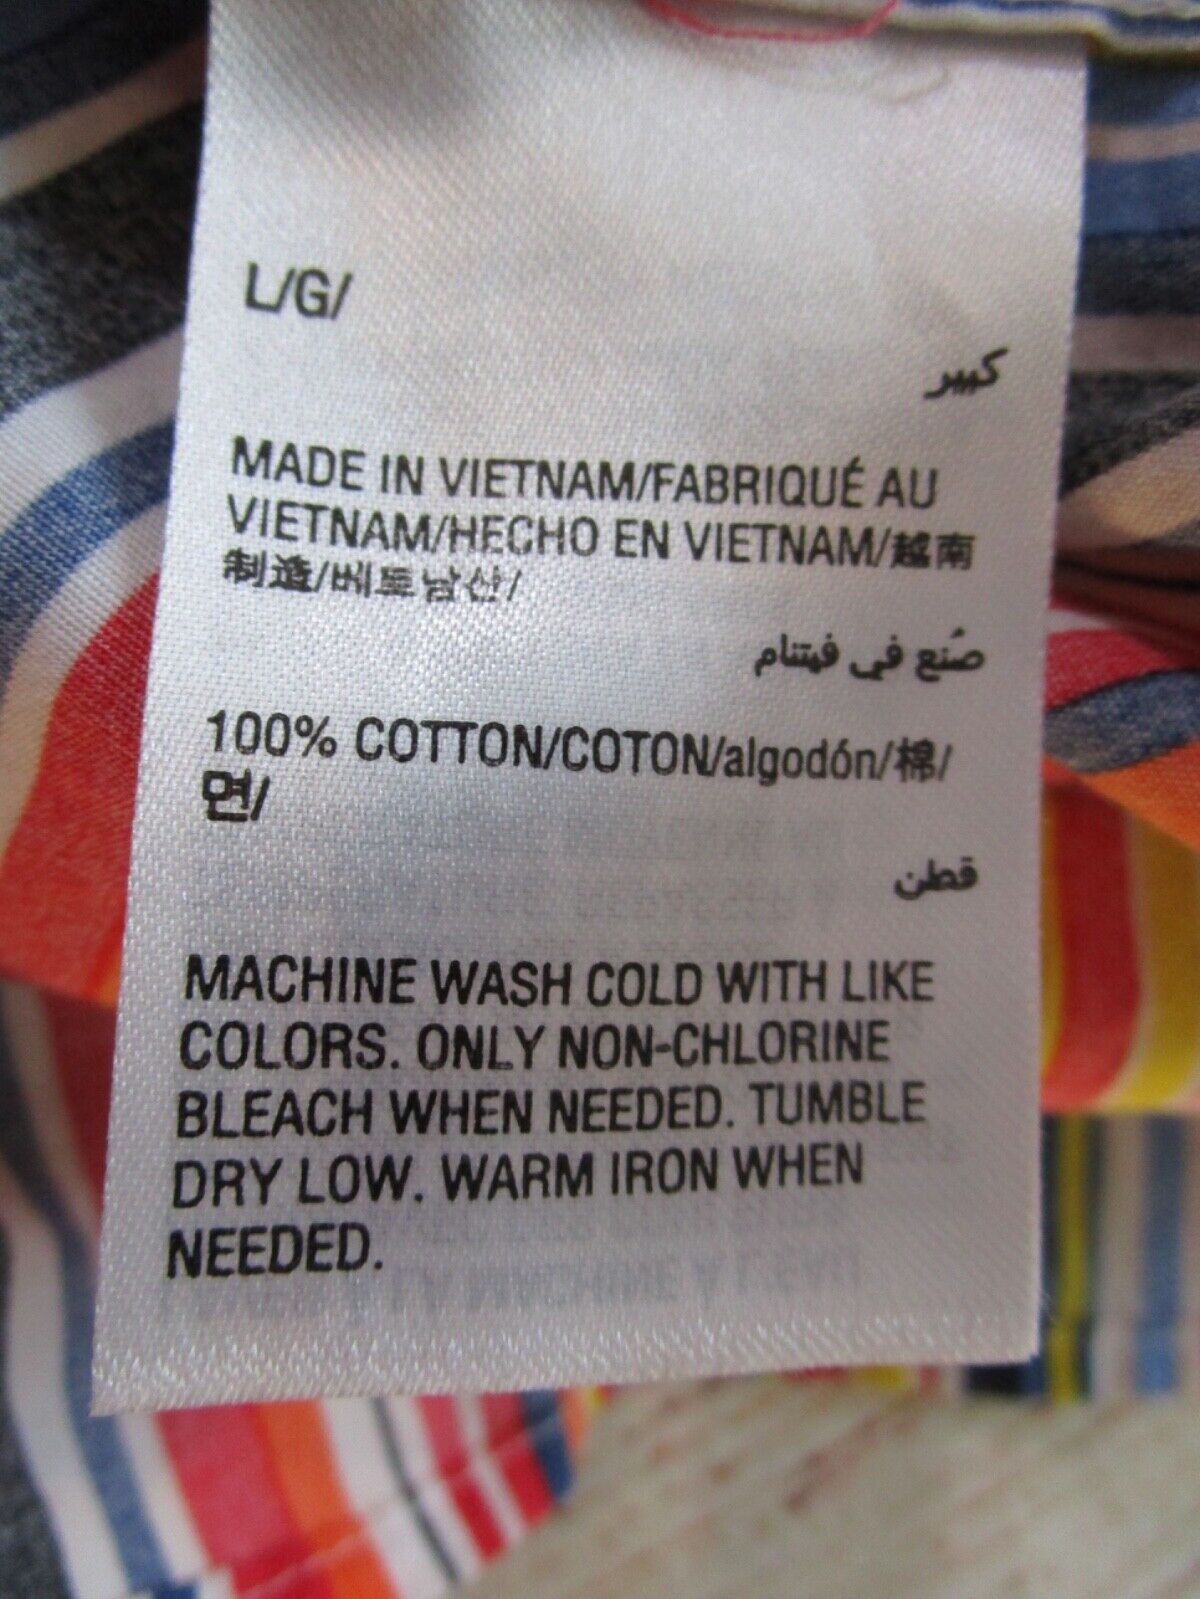 L/G/
كبير
MADE IN VIETNAM/FABRIQUÉ AU
VIETNAM/HECHO EN VIETNAM/越南
制造/베트남산/
صُنع في فيتنام
100% COTTON/COTON/algodón/棉/
면/
قطن
MACHINE WASH COLD WITH LIKE
COLORS. ONLY NON-CHLORINE
BLEACH WHEN NEEDED. TUMBLE
DRY LOW. WARM IRON WHEN
NEEDED.